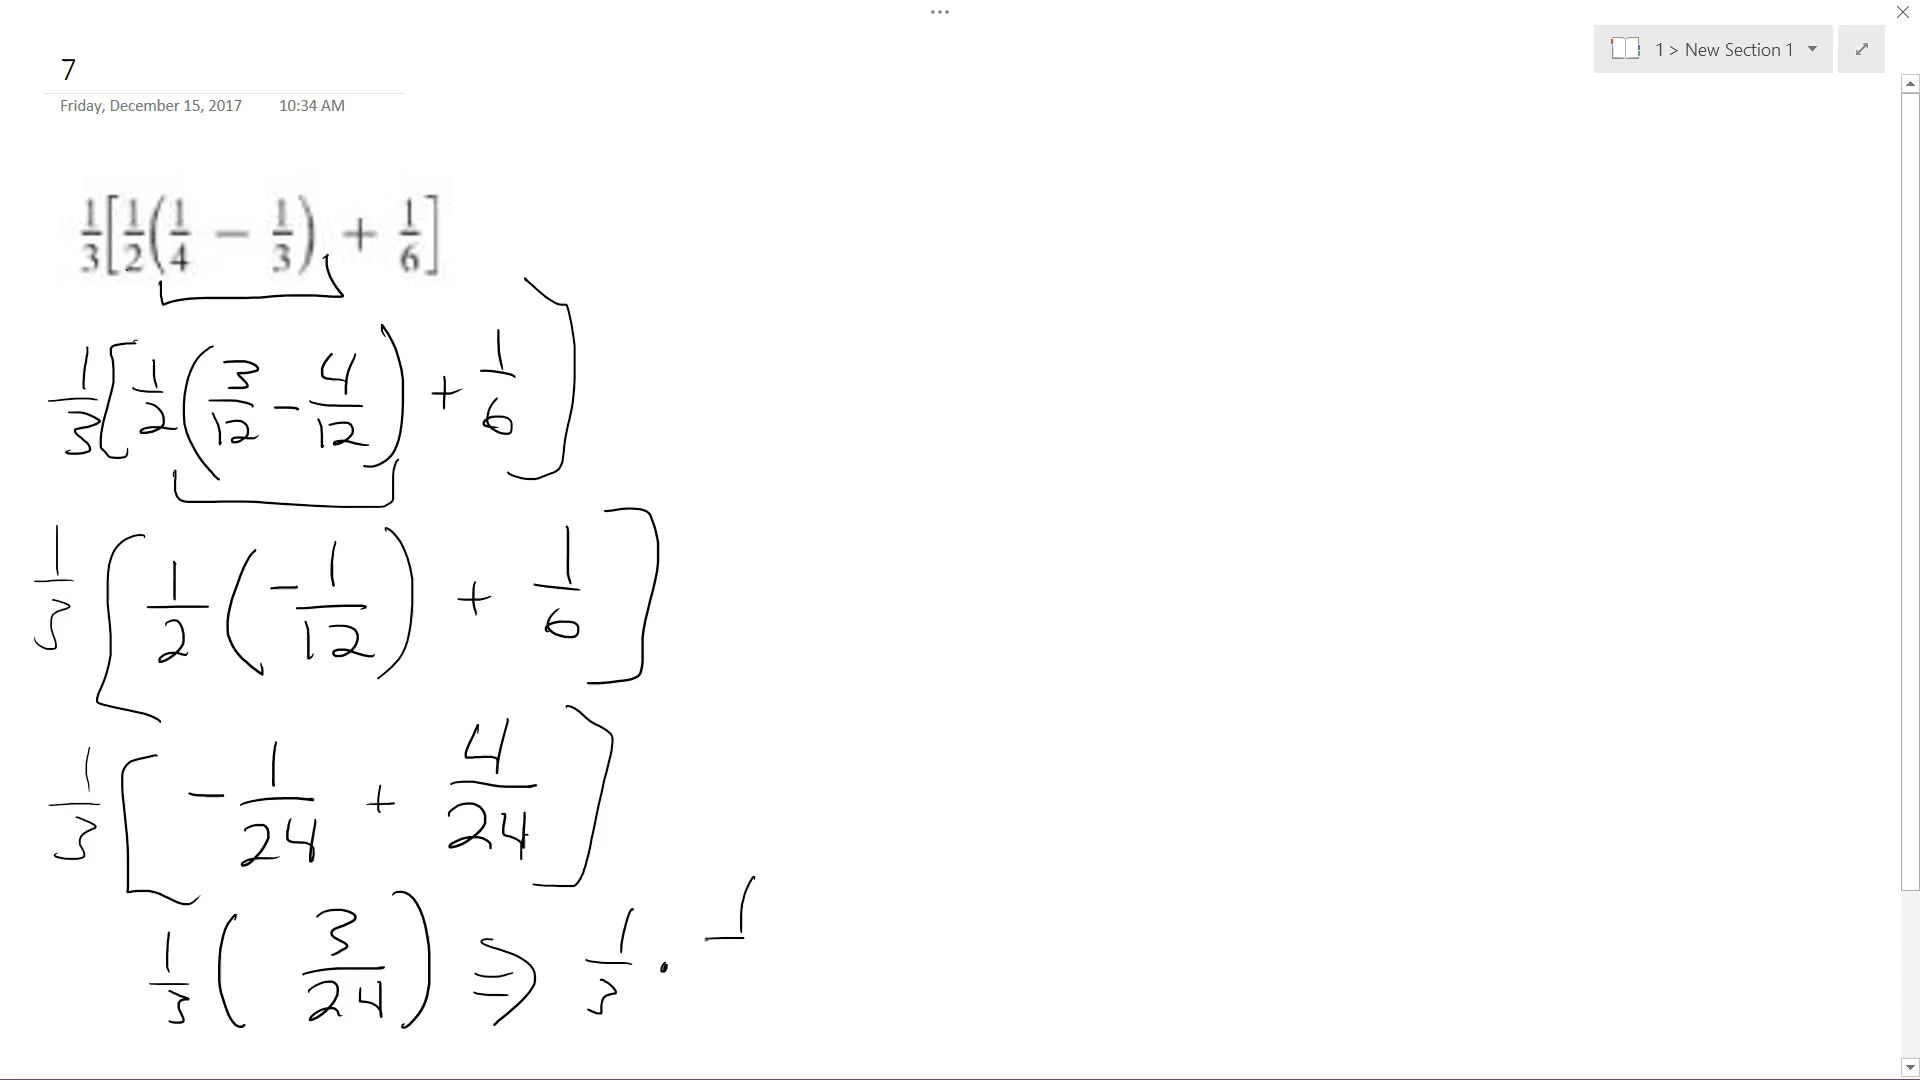 ...
1 > New Section 1
7
Friday, December 15, 2017 10:34 AM
1/3[1/2(1/4 − 1/3) + 1/6]
1/3[1/2(3/12 − 4/12) + 1/6]
1/3[1/2(−1/12) + 1/6]
1/3[−1/24 + 4/24]
1/3(3/24) ⇒ 1/3 · 1/